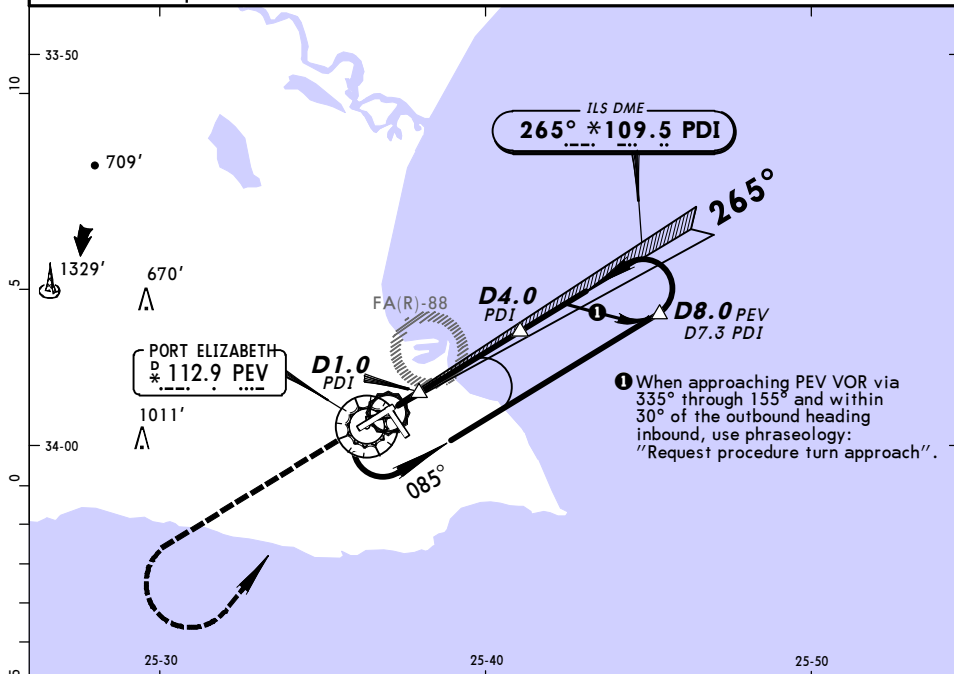 33-50
10
709'
ILS DME
265° *109.5 PDI
265°
1329'
670'
5
FA(R)-88
D4.0
PDI
1
D8.0 PEV
D7.3 PDI
PORT ELIZABETH
D
* 112.9 PEV
D1.0
PDI
1 When approaching PEV VOR via
335° through 155° and within
30° of the outbound heading
inbound, use phraseology:
"Request procedure turn approach".
1011'
34-00
085°
0
25-30
25-40
25-50
5